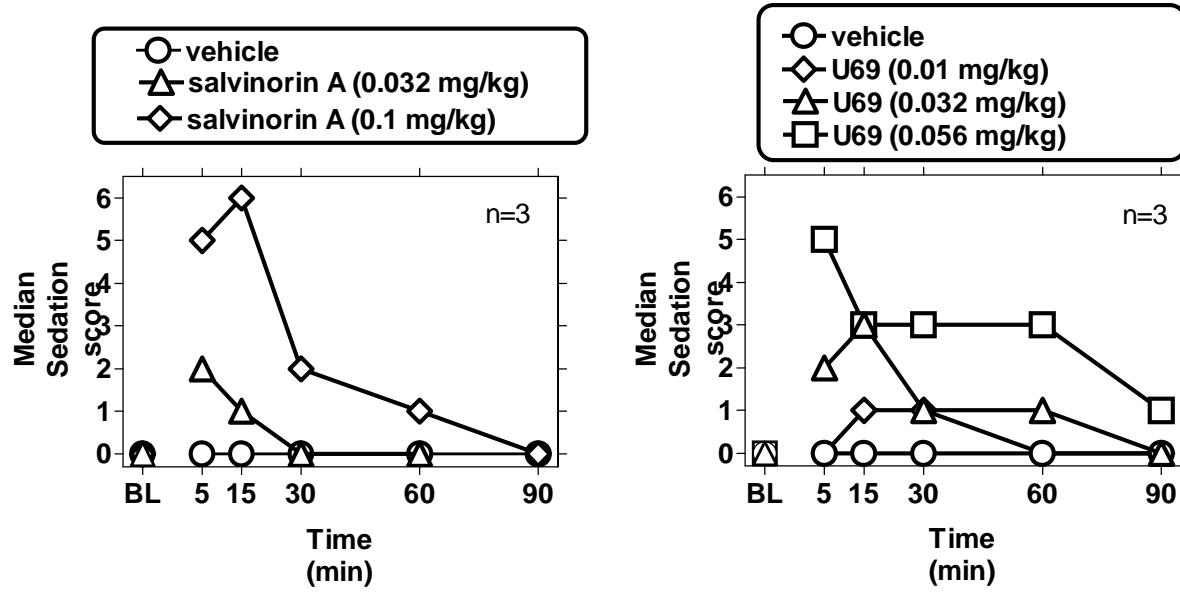 vehicle
salvinorin A (0.032 mg/kg)
salvinorin A (0.1 mg/kg)
n=3
6
5
4
3
2
1
0
Median
Sedation
score
BL 5 15 30 60 90
Time
(min)
vehicle
U69 (0.01 mg/kg)
U69 (0.032 mg/kg)
U69 (0.056 mg/kg)
n=3
6
5
4
3
2
1
0
Median
Sedation
score
BL 5 15 30 60 90
Time
(min)